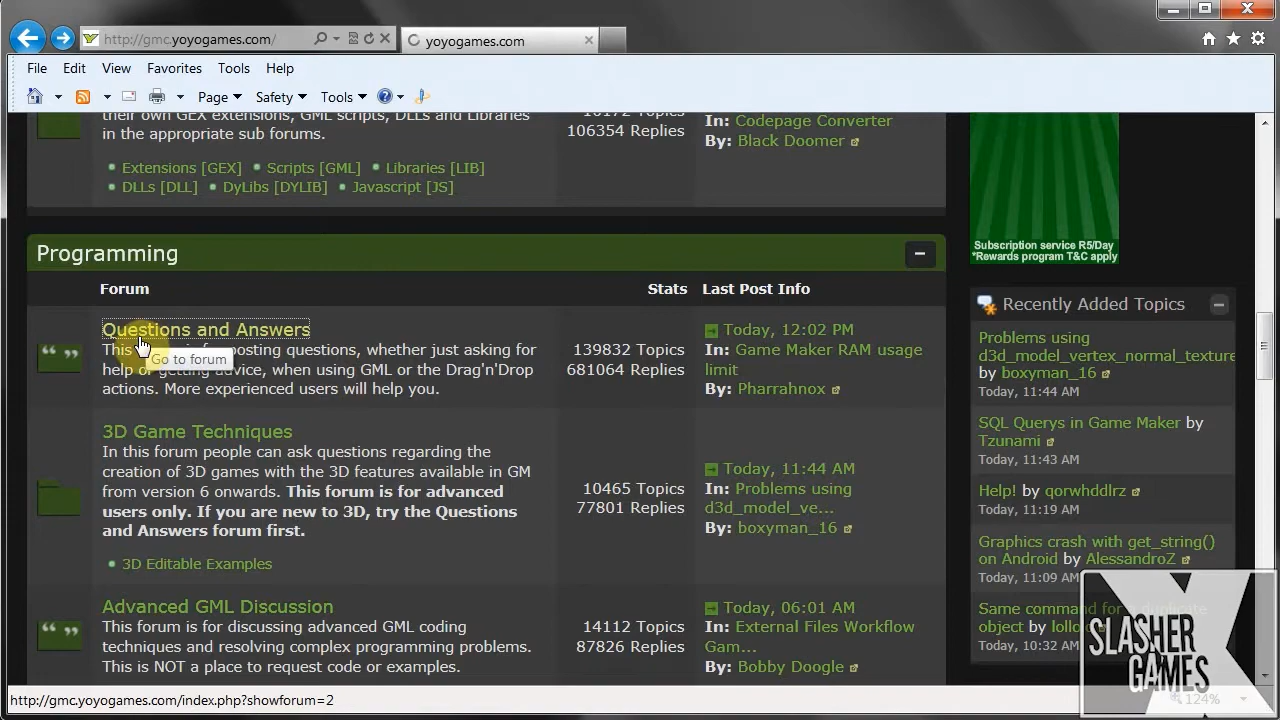 http://gmc.yoyogames.com/
yoyogames.com
File Edit View Favorites Tools Help
Page Safety Tools
their own GEX extensions, GML scripts, DLLs and Libraries
in the appropriate sub forums.
Extensions [GEX] Scripts [GML] Libraries [LIB]
DLLs [DLL] DyLibs [DYLIB] Javascript [JS]
106354 Replies
In: Codepage Converter
By: Black Doomer
Subscription service R5/Day
*Rewards program T&C apply
Programming
Forum Stats Last Post Info
Questions and Answers
This posting questions, whether just asking for
help or getting advice, when using GML or the Drag'n'Drop
actions. More experienced users will help you.
Go to forum
139832 Topics
681064 Replies
Today, 12:02 PM
In: Game Maker RAM usage
limit
By: Pharrahnox
3D Game Techniques
In this forum people can ask questions regarding the
creation of 3D games with the 3D features available in GM
from version 6 onwards. This forum is for advanced
users only. If you are new to 3D, try the Questions
and Answers forum first.
3D Editable Examples
10465 Topics
77801 Replies
Today, 11:44 AM
In: Problems using
d3d_model_ve...
By: boxyman_16
Advanced GML Discussion
This forum is for discussing advanced GML coding
techniques and resolving complex programming problems.
This is NOT a place to request code or examples.
14112 Topics
87826 Replies
Today, 06:01 AM
In: External Files Workflow
Gam...
By: Bobby Doogle
Recently Added Topics
Problems using
d3d_model_vertex_normal_texture
by boxyman_16
Today, 11:44 AM
SQL Querys in Game Maker by
Tzunami
Today, 11:43 AM
Help! by qorwhddlrz
Today, 11:19 AM
Graphics crash with get_string()
on Android by AlessandroZ
Today, 11:09 AM
Same command for a duplicate
object by lollo
Today, 10:32 AM
SLASHER
GAMES
http://gmc.yoyogames.com/index.php?showforum=2
124%